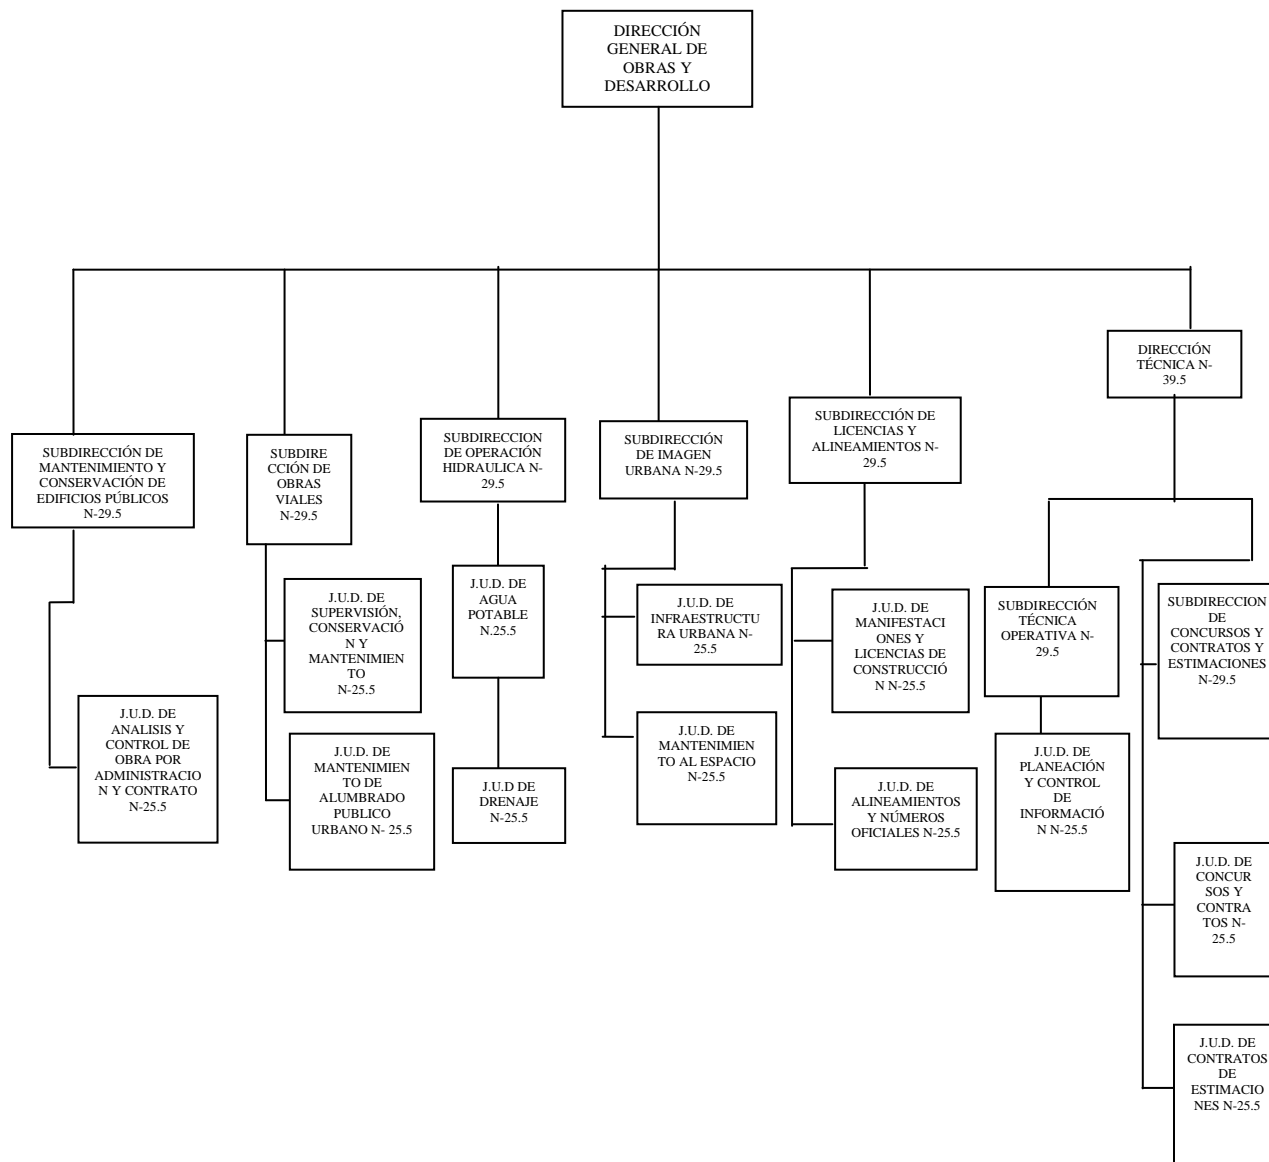 DIRECCIÓN
GENERAL DE
OBRAS Y
DESARROLLO
DIRECCIÓN
TÉCNICA N-
39.5
SUBDIRECCIÓN DE
MANTENIMIENTO Y
CONSERVACIÓN DE
EDIFICIOS PÚBLICOS
N-29.5
SUBDIRE
CCIÓN DE
OBRAS
VIALES
N-29.5
SUBDIRECCION
DE OPERACIÓN
HIDRAULICA N-
29.5
SUBDIRECCIÓN
DE IMAGEN
URBANA N-29.5
SUBDIRECCIÓN DE
LICENCIAS Y
ALINEAMIENTOS N-
29.5
J.U.D. DE
ANALISIS Y
CONTROL DE
OBRA POR
ADMINISTRACIO
N Y CONTRATO
N-25.5
J.U.D. DE
SUPERVISIÓN,
CONSERVACIÓ
N Y
MANTENIMIEN
TO
N-25.5
J.U.D. DE
MANTENIMIEN
TO DE
ALUMBRADO
PUBLICO
URBANO N- 25.5
J.U.D. DE
AGUA
POTABLE
N.25.5
J.U.D DE
DRENAJE
N-25.5
J.U.D. DE
INFRAESTRUCTU
RA URBANA N-
25.5
J.U.D. DE
MANTENIMIEN
TO AL ESPACIO
N-25.5
J.U.D. DE
MANIFESTACI
ONES Y
LICENCIAS DE
CONSTRUCCIÓ
N N-25.5
J.U.D. DE
ALINEAMIENTOS
Y NÚMEROS
OFICIALES N-25.5
SUBDIRECCIÓN
TÉCNICA
OPERATIVA N-
29.5
J.U.D. DE
PLANEACIÓN
Y CONTROL
DE
INFORMACIÓ
N N-25.5
SUBDIRECCION
DE
CONCURSOS Y
CONTRATOS Y
ESTIMACIONES
N-29.5
J.U.D. DE
CONCUR
SOS Y
CONTRA
TOS N-
25.5
J.U.D. DE
CONTRATOS
DE
ESTIMACIO
NES N-25.5